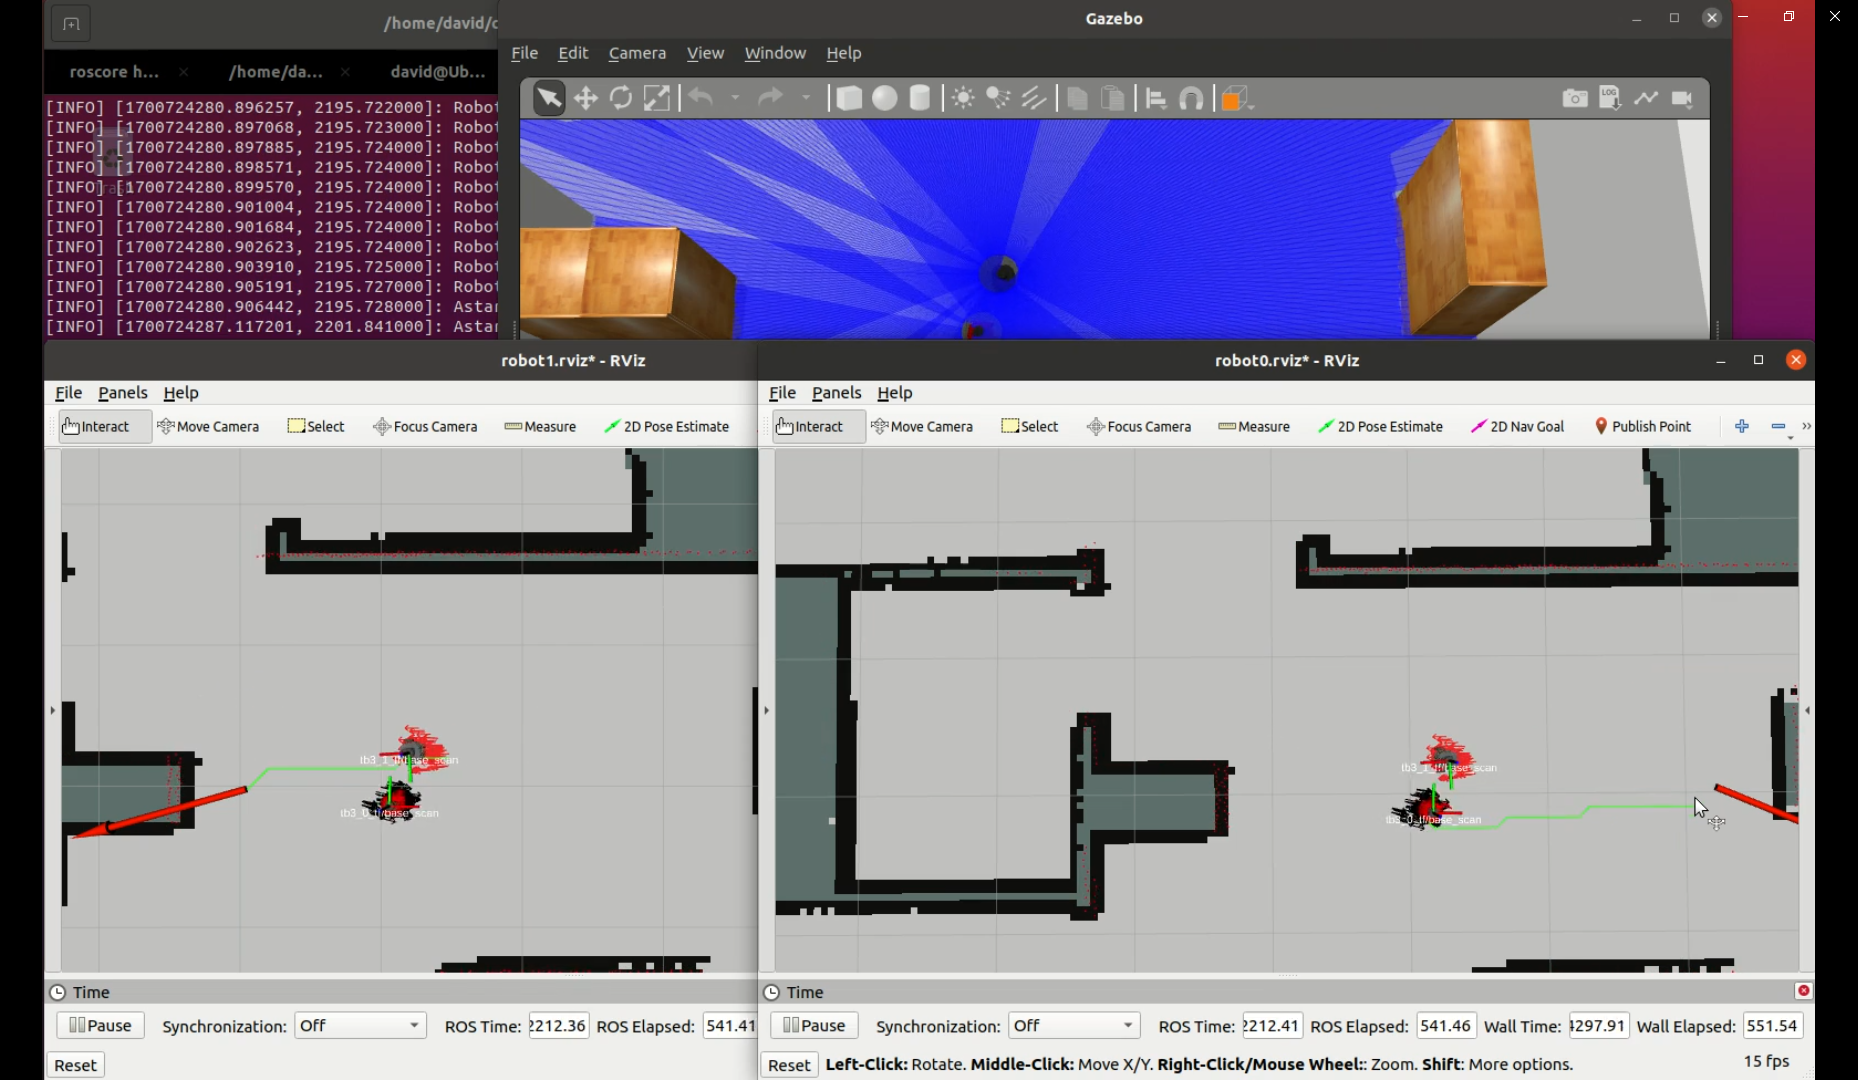 /home/david/c
Gazebo
roscore h... × /home/da... × david@Ub...
File Edit Camera View Window Help
LOG
[INFO] [1700724280.896257, 2195.722000]: Robot
[INFO] [1700724280.897068, 2195.723000]: Robot
[INFO] [1700724280.897885, 2195.724000]: Robot
[INFO] [1700724280.898571, 2195.724000]: Robot
[INFO] [1700724280.899570, 2195.724000]: Robot
[INFO] [1700724280.901004, 2195.724000]: Robot
[INFO] [1700724280.901684, 2195.724000]: Robot
[INFO] [1700724280.902623, 2195.724000]: Robot
[INFO] [1700724280.903910, 2195.725000]: Robot
[INFO] [1700724280.905191, 2195.727000]: Robot
[INFO] [1700724280.906442, 2195.728000]: Astar
[INFO] [1700724287.117201, 2201.841000]: Astar
robot1.rviz* - RViz
File Panels Help
Interact Move Camera Select Focus Camera Measure 2D Pose Estimate
tb3_1_tf/base_scan
tb3_0_tf/base_scan
Time
Pause Synchronization: Off ROS Time: 2212.36 ROS Elapsed: 541.41
Reset
robot0.rviz* - RViz
File Panels Help
Interact Move Camera Select Focus Camera Measure 2D Pose Estimate 2D Nav Goal Publish Point »
tb3_1_tf/base_scan
tb3_0_tf/base_scan
Time
Pause Synchronization: Off ROS Time: 2212.41 ROS Elapsed: 541.46 Wall Time: 4297.91 Wall Elapsed: 551.54
Reset Left-Click: Rotate. Middle-Click: Move X/Y. Right-Click/Mouse Wheel:: Zoom. Shift: More options. 15 fps